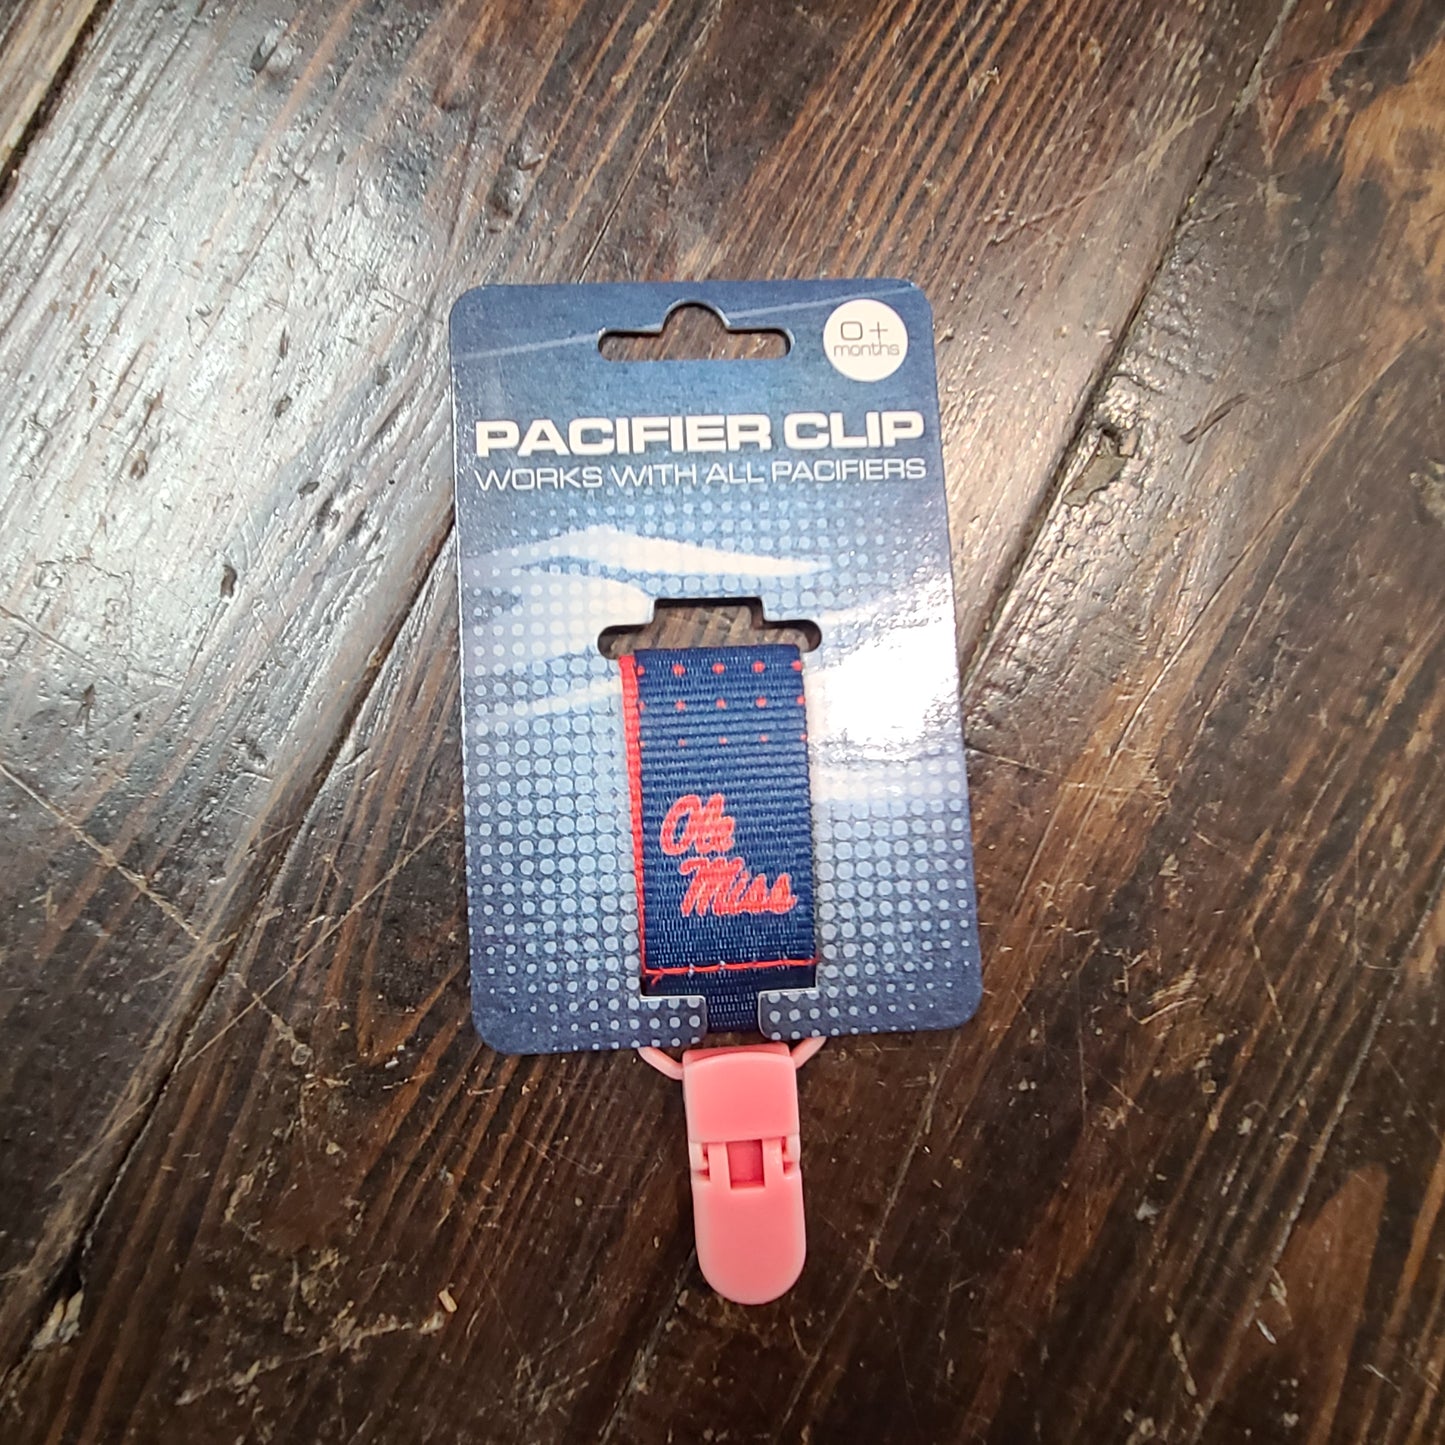 0+
months
PACIFIER CLIP
WORKS WITH ALL PACIFIERS
Ole
Miss